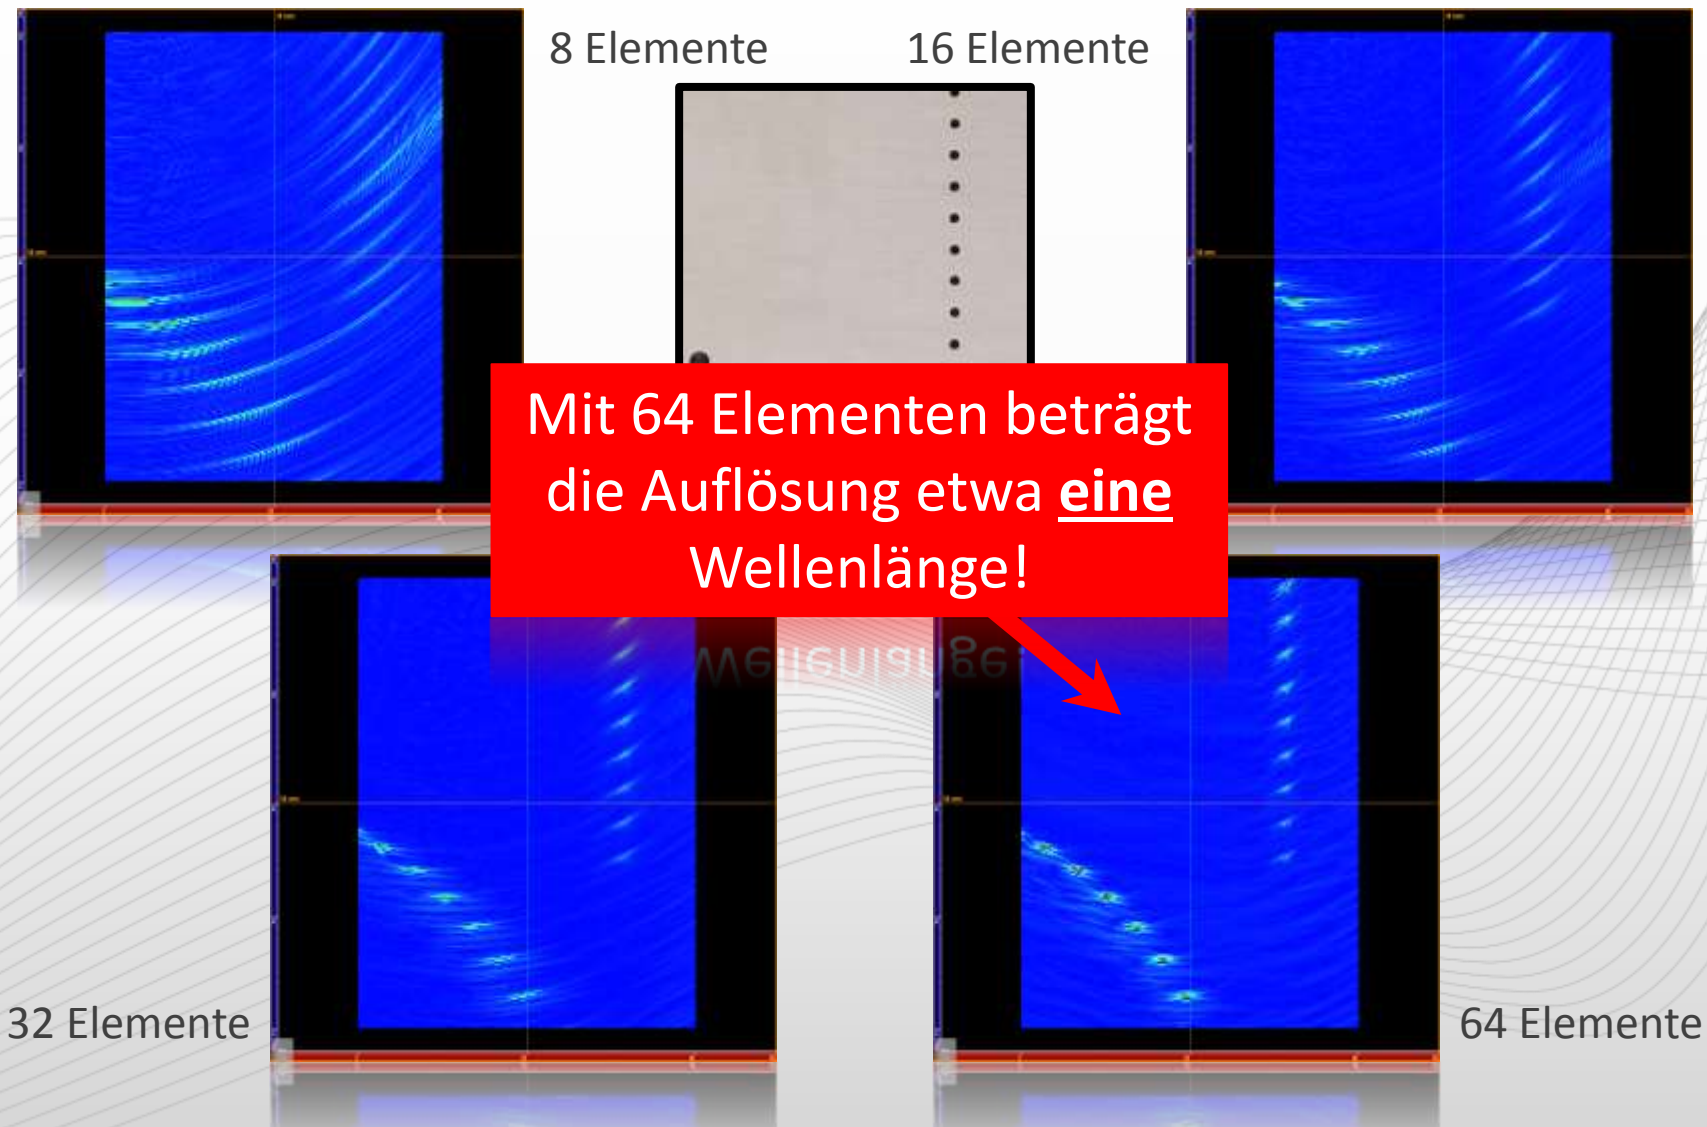 8 Elemente
16 Elemente
Mit 64 Elementen beträgt
die Auflösung etwa eine
Wellenlänge!
32 Elemente
64 Elemente